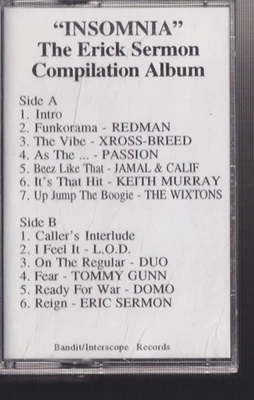 "INSOMNIA"
The Erick Sermon
Compilation Album
Side A
1. Intro
2. Funkorama - REDMAN
3. The Vibe - XROSS-BREED
4. As The ... - PASSION
5. Beez Like That - JAMAL & CALIF
6. It's That Hit - KEITH MURRAY
7. Up Jump The Boogie - THE WIXTONS
Side B
1. Caller's Interlude
2. I Feel It - L.O.D.
3. On The Regular - DUO
4. Fear - TOMMY GUNN
5. Ready For War - DOMO
6. Reign - ERIC SERMON
Bandit/Interscope Records